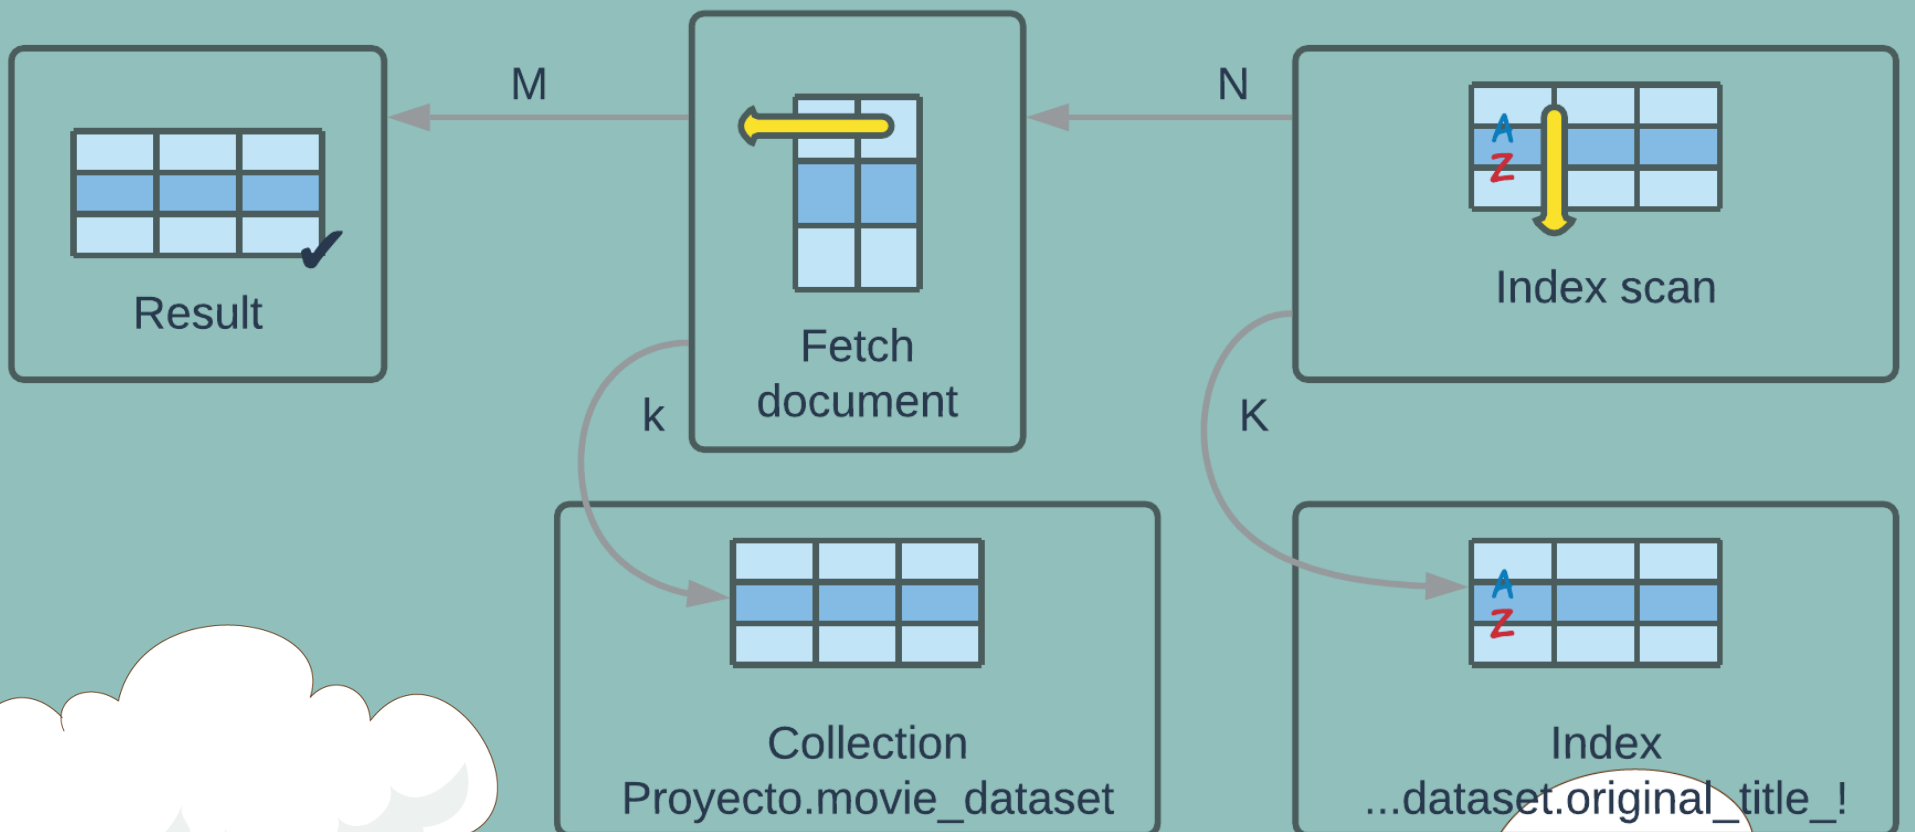 M
N
A
Z
Result
Index scan
Fetch
document
k
K
A
Z
Collection
Proyecto.movie_dataset
Index
...dataset.original_title_!